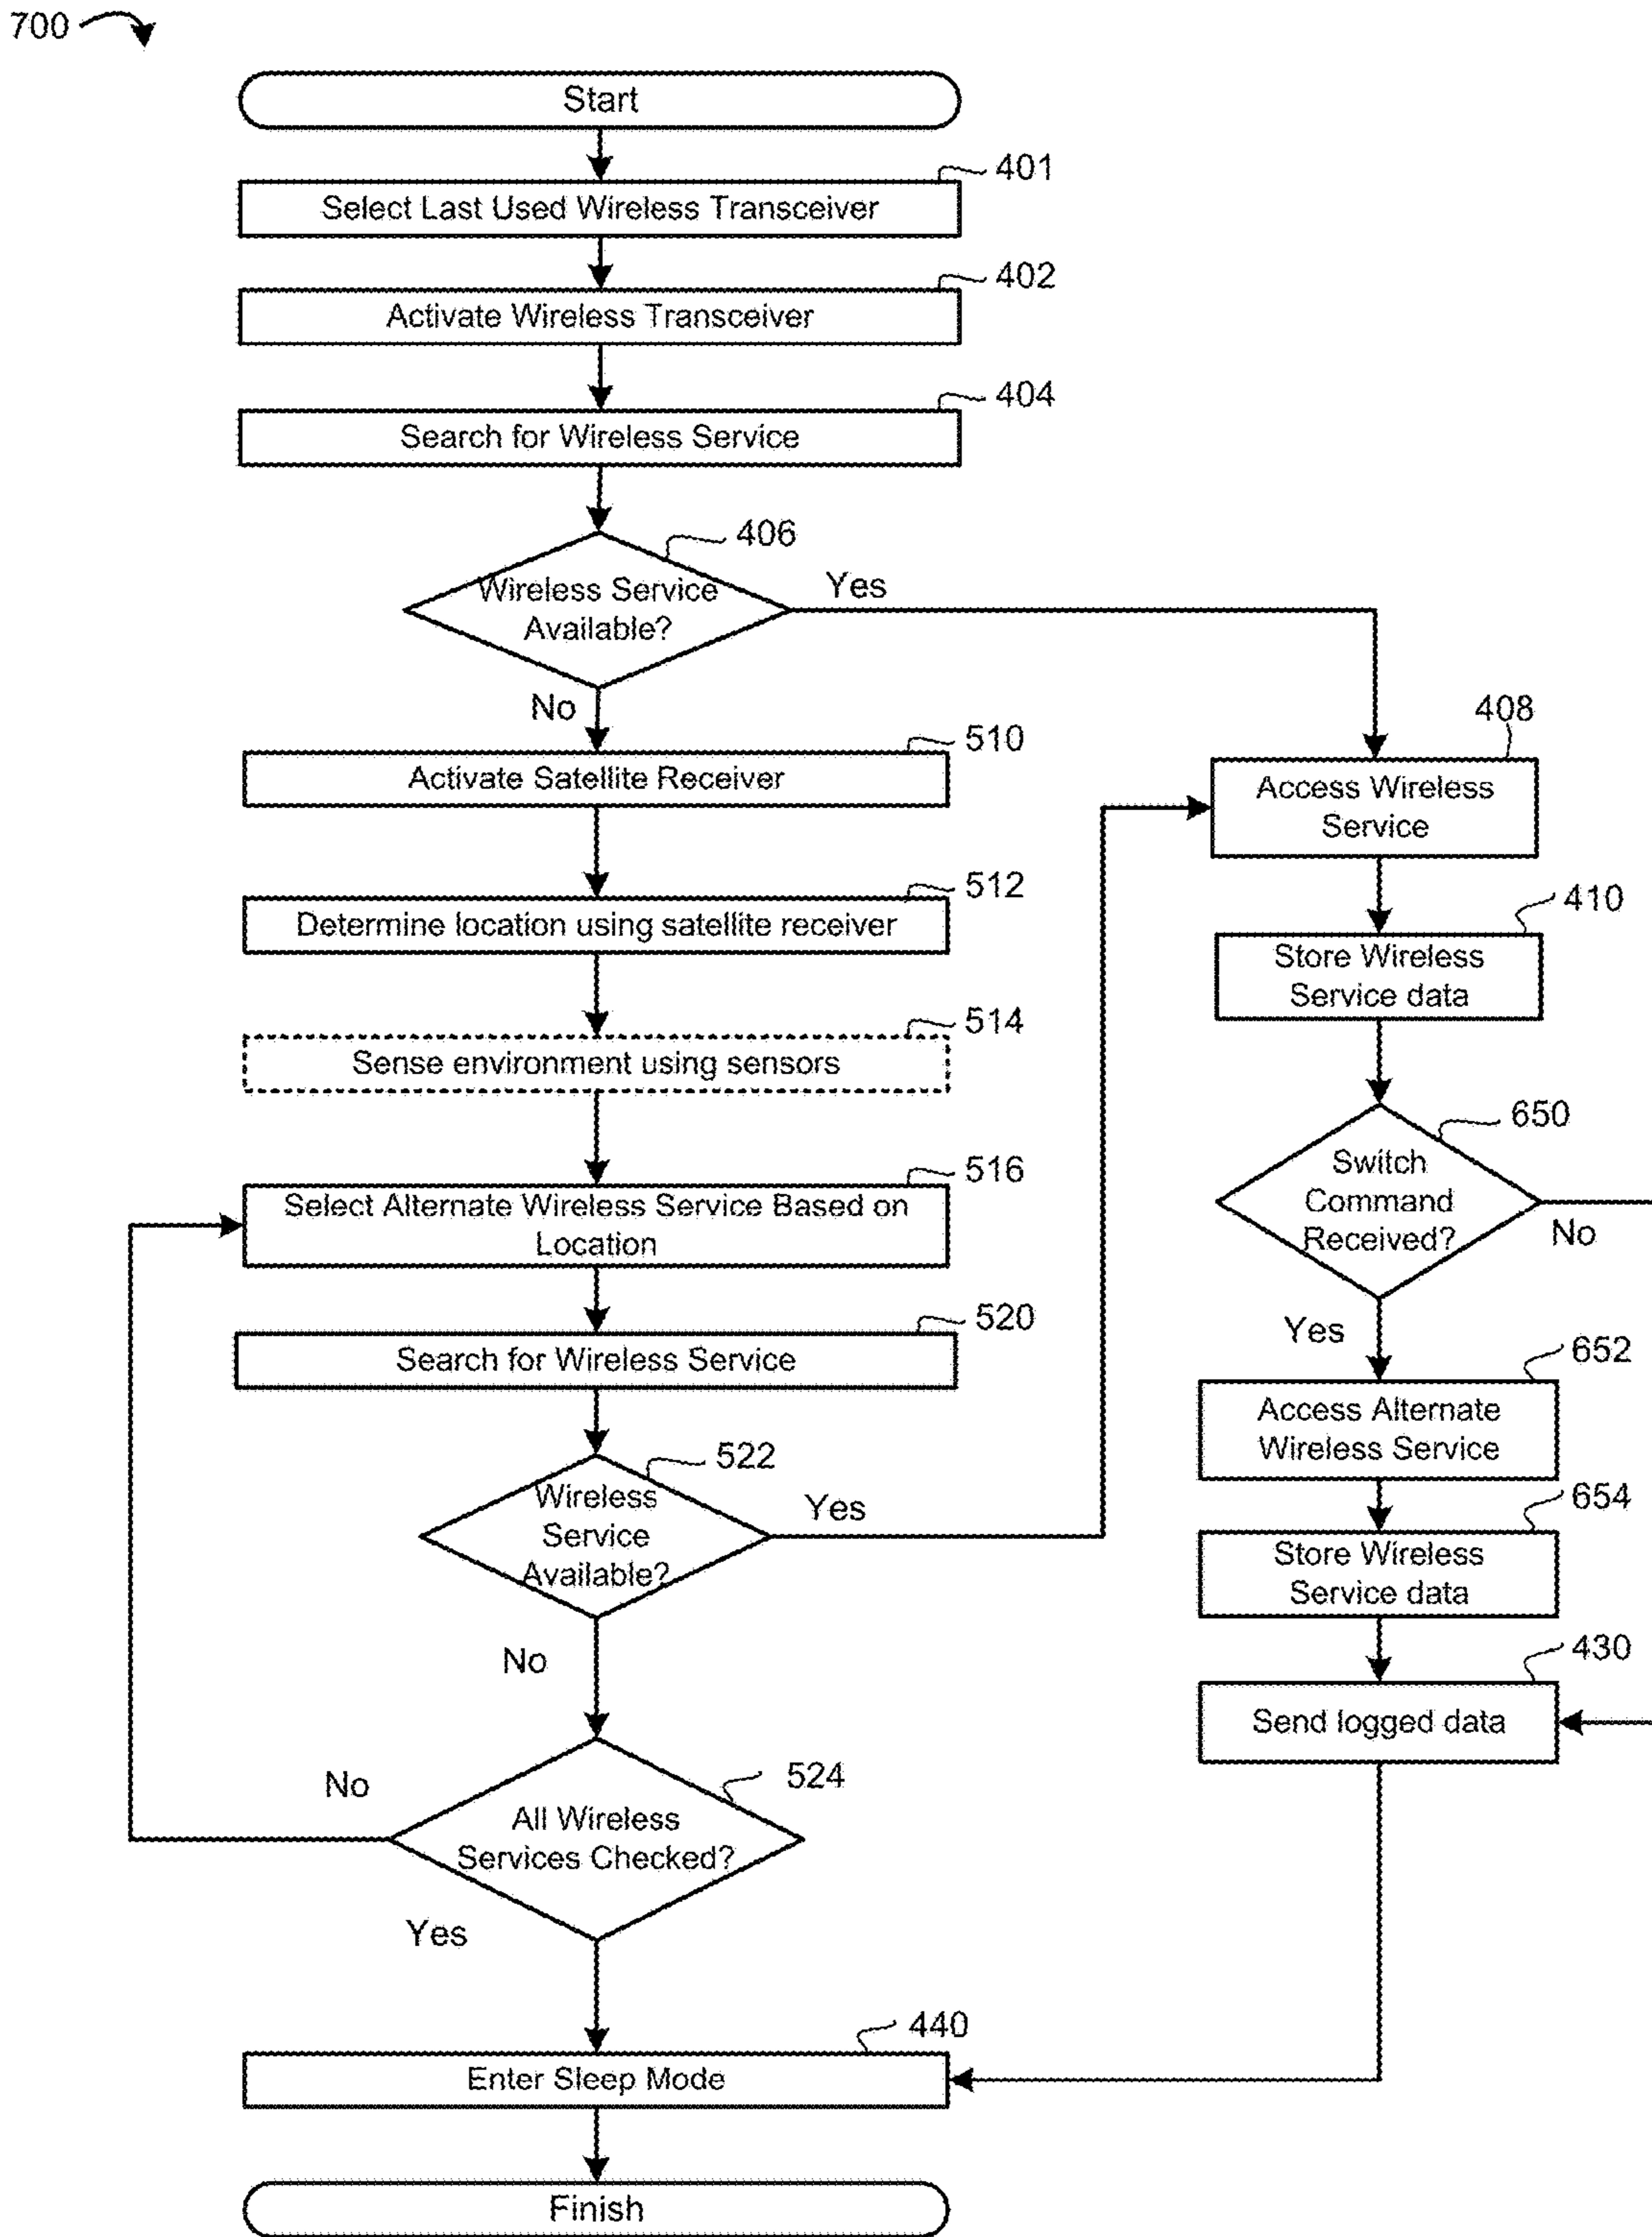 700
Start
401
Select Last Used Wireless Transceiver
402
Activate Wireless Transceiver
404
Search for Wireless Service
406
Wireless Service
Available?
Yes
No
510
Activate Satellite Receiver
512
Determine location using satellite receiver
514
Sense environment using sensors
516
Select Alternate Wireless Service Based on
Location
520
Search for Wireless Service
522
Wireless
Service
Available?
Yes
No
524
All Wireless
Services Checked?
No
Yes
408
Access Wireless
Service
410
Store Wireless
Service data
650
Switch
Command
Received?
No
Yes
652
Access Alternate
Wireless Service
654
Store Wireless
Service data
430
Send logged data
440
Enter Sleep Mode
Finish